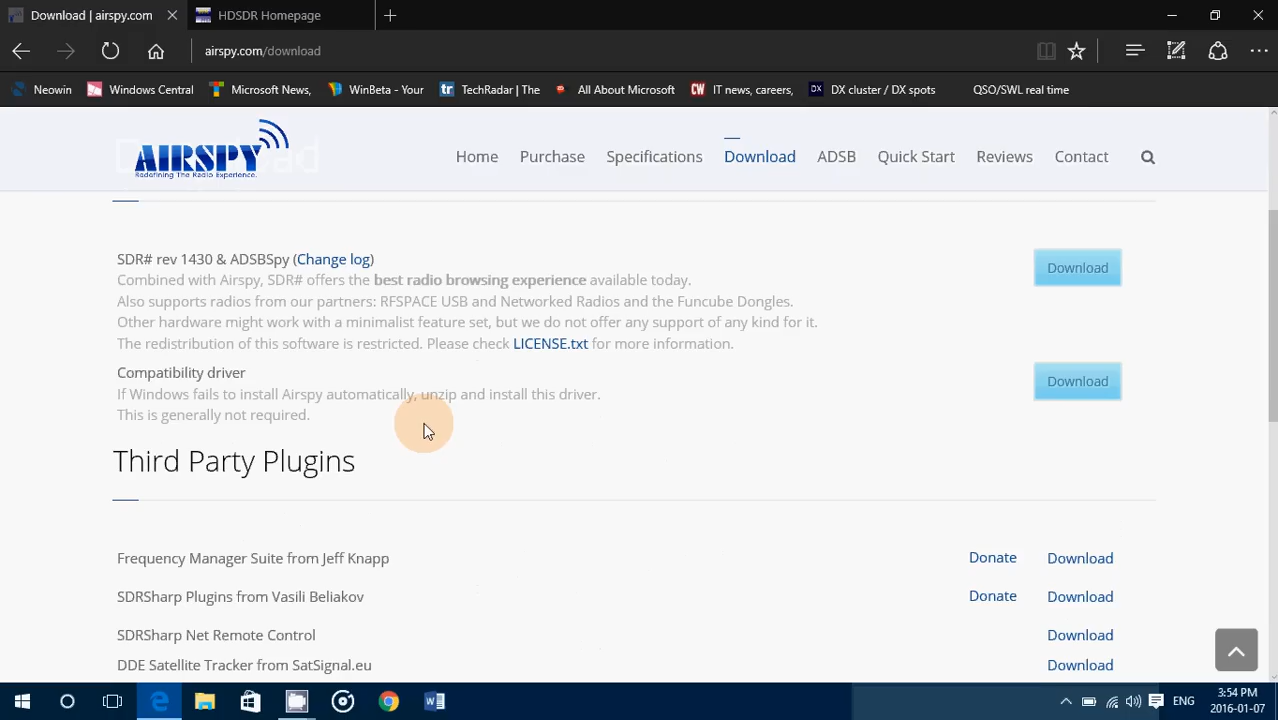 Download | airspy.com/
HDSDR Homepage
airspy.com/download
Neowin
Windows Central
Microsoft News,
WinBeta - Your
TechRadar | The
All About Microsoft
IT news, careers,
DX cluster / DX spots
QSO/SWL real time
Download
AIRSPY
Redefining The Radio Experience.
Home
Purchase
Specifications
Download
ADSB
Quick Start
Reviews
Contact
SDR# rev 1430 & ADSBSpy (Change log)
Download
Combined with Airspy, SDR# offers the best radio browsing experience available today.
Also supports radios from our partners: RFSPACE USB and Networked Radios and the Funcube Dongles.
Other hardware might work with a minimalist feature set, but we do not offer any support of any kind for it.
The redistribution of this software is restricted. Please check LICENSE.txt for more information.
Compatibility driver
Download
If Windows fails to install Airspy automatically, unzip and install this driver.
This is generally not required.
Third Party Plugins
Frequency Manager Suite from Jeff Knapp
Donate
Download
SDRSharp Plugins from Vasili Beliakov
Donate
Download
SDRSharp Net Remote Control
Download
DDE Satellite Tracker from SatSignal.eu
Download
ENG
3:54 PM
2016-01-07